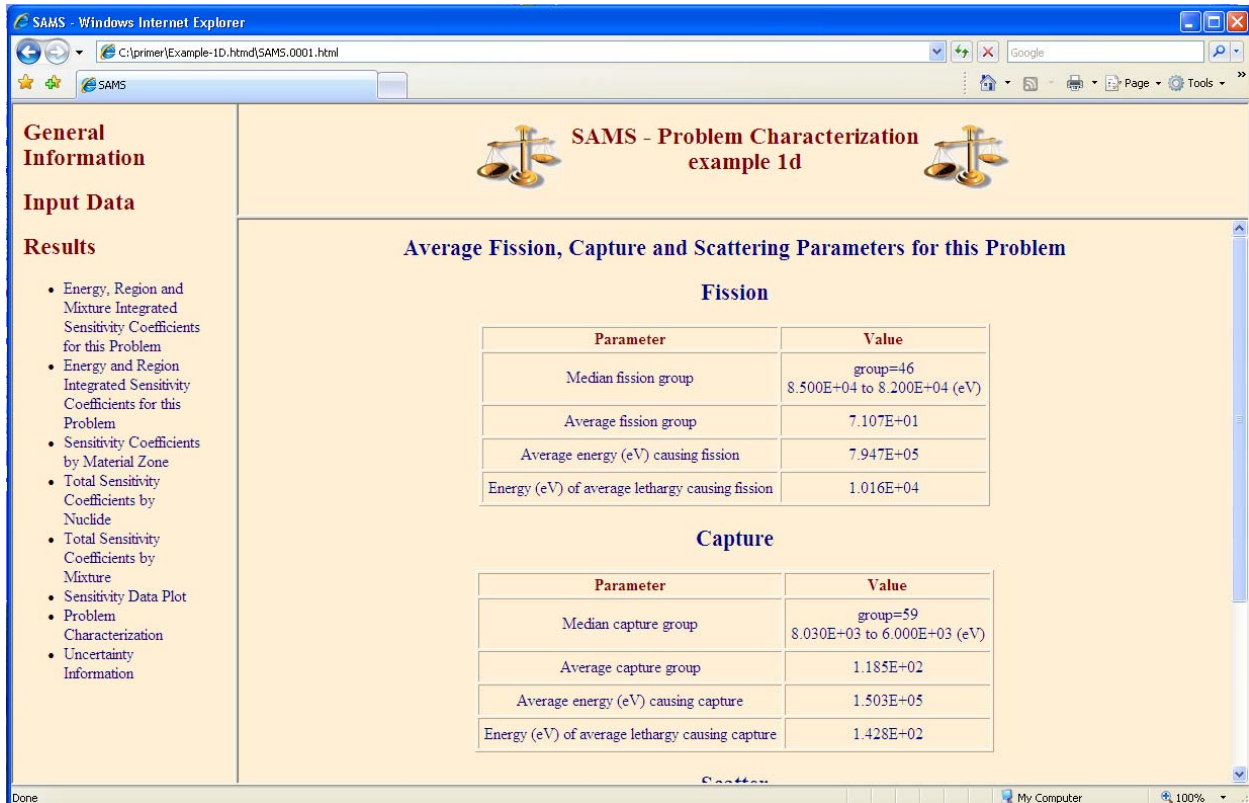 SAMS - Windows Internet Explorer
C:\primer\Example-1D.htmd\SAMS.0001.html
Google
SAMS
Page
Tools
»
General
Information
Input Data
Results
• Energy, Region and
Mixture Integrated
Sensitivity Coefficients
for this Problem
• Energy and Region
Integrated Sensitivity
Coefficients for this
Problem
• Sensitivity Coefficients
by Material Zone
• Total Sensitivity
Coefficients by
Nuclide
• Total Sensitivity
Coefficients by
Mixture
• Sensitivity Data Plot
• Problem
Characterization
• Uncertainty
Information
SAMS - Problem Characterization
example 1d
Average Fission, Capture and Scattering Parameters for this Problem
Fission
Parameter Value
Median fission group group=46
8.500E+04 to 8.200E+04 (eV)
Average fission group 7.107E+01
Average energy (eV) causing fission 7.947E+05
Energy (eV) of average lethargy causing fission 1.016E+04
Capture
Parameter Value
Median capture group group=59
8.030E+03 to 6.000E+03 (eV)
Average capture group 1.185E+02
Average energy (eV) causing capture 1.503E+05
Energy (eV) of average lethargy causing capture 1.428E+02
Done
My Computer
100%